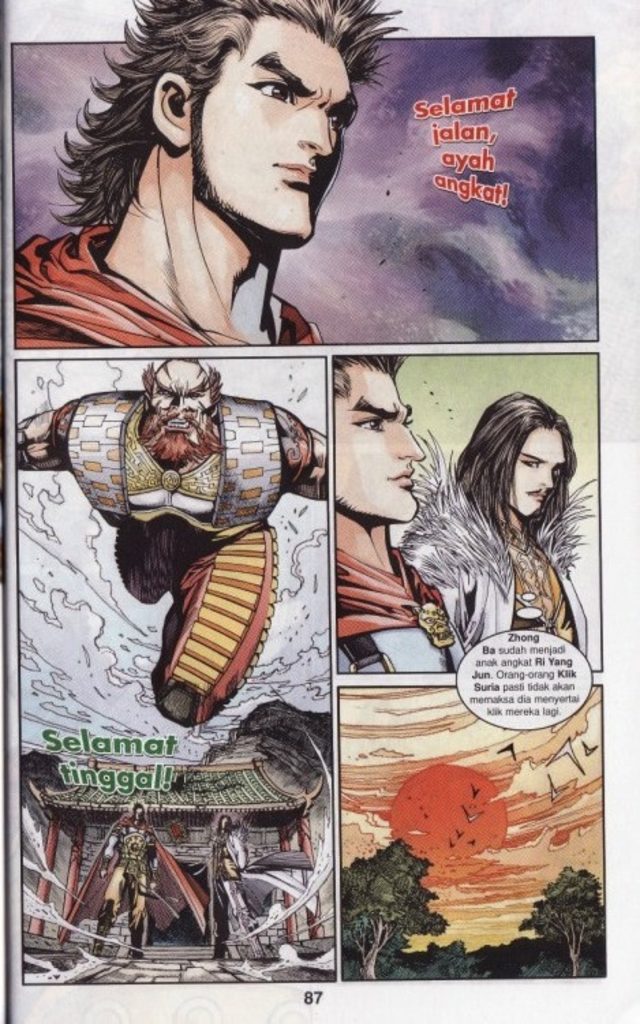 Selamat
jalan,
ayah
angkat!
Selamat
tinggal!
Zhong
Ba sudah menjadi
anak angkat Ri Yang
Jun. Orang-orang Klik
Suria pasti tidak akan
memaksa dia menyertai
klik mereka lagi.
87